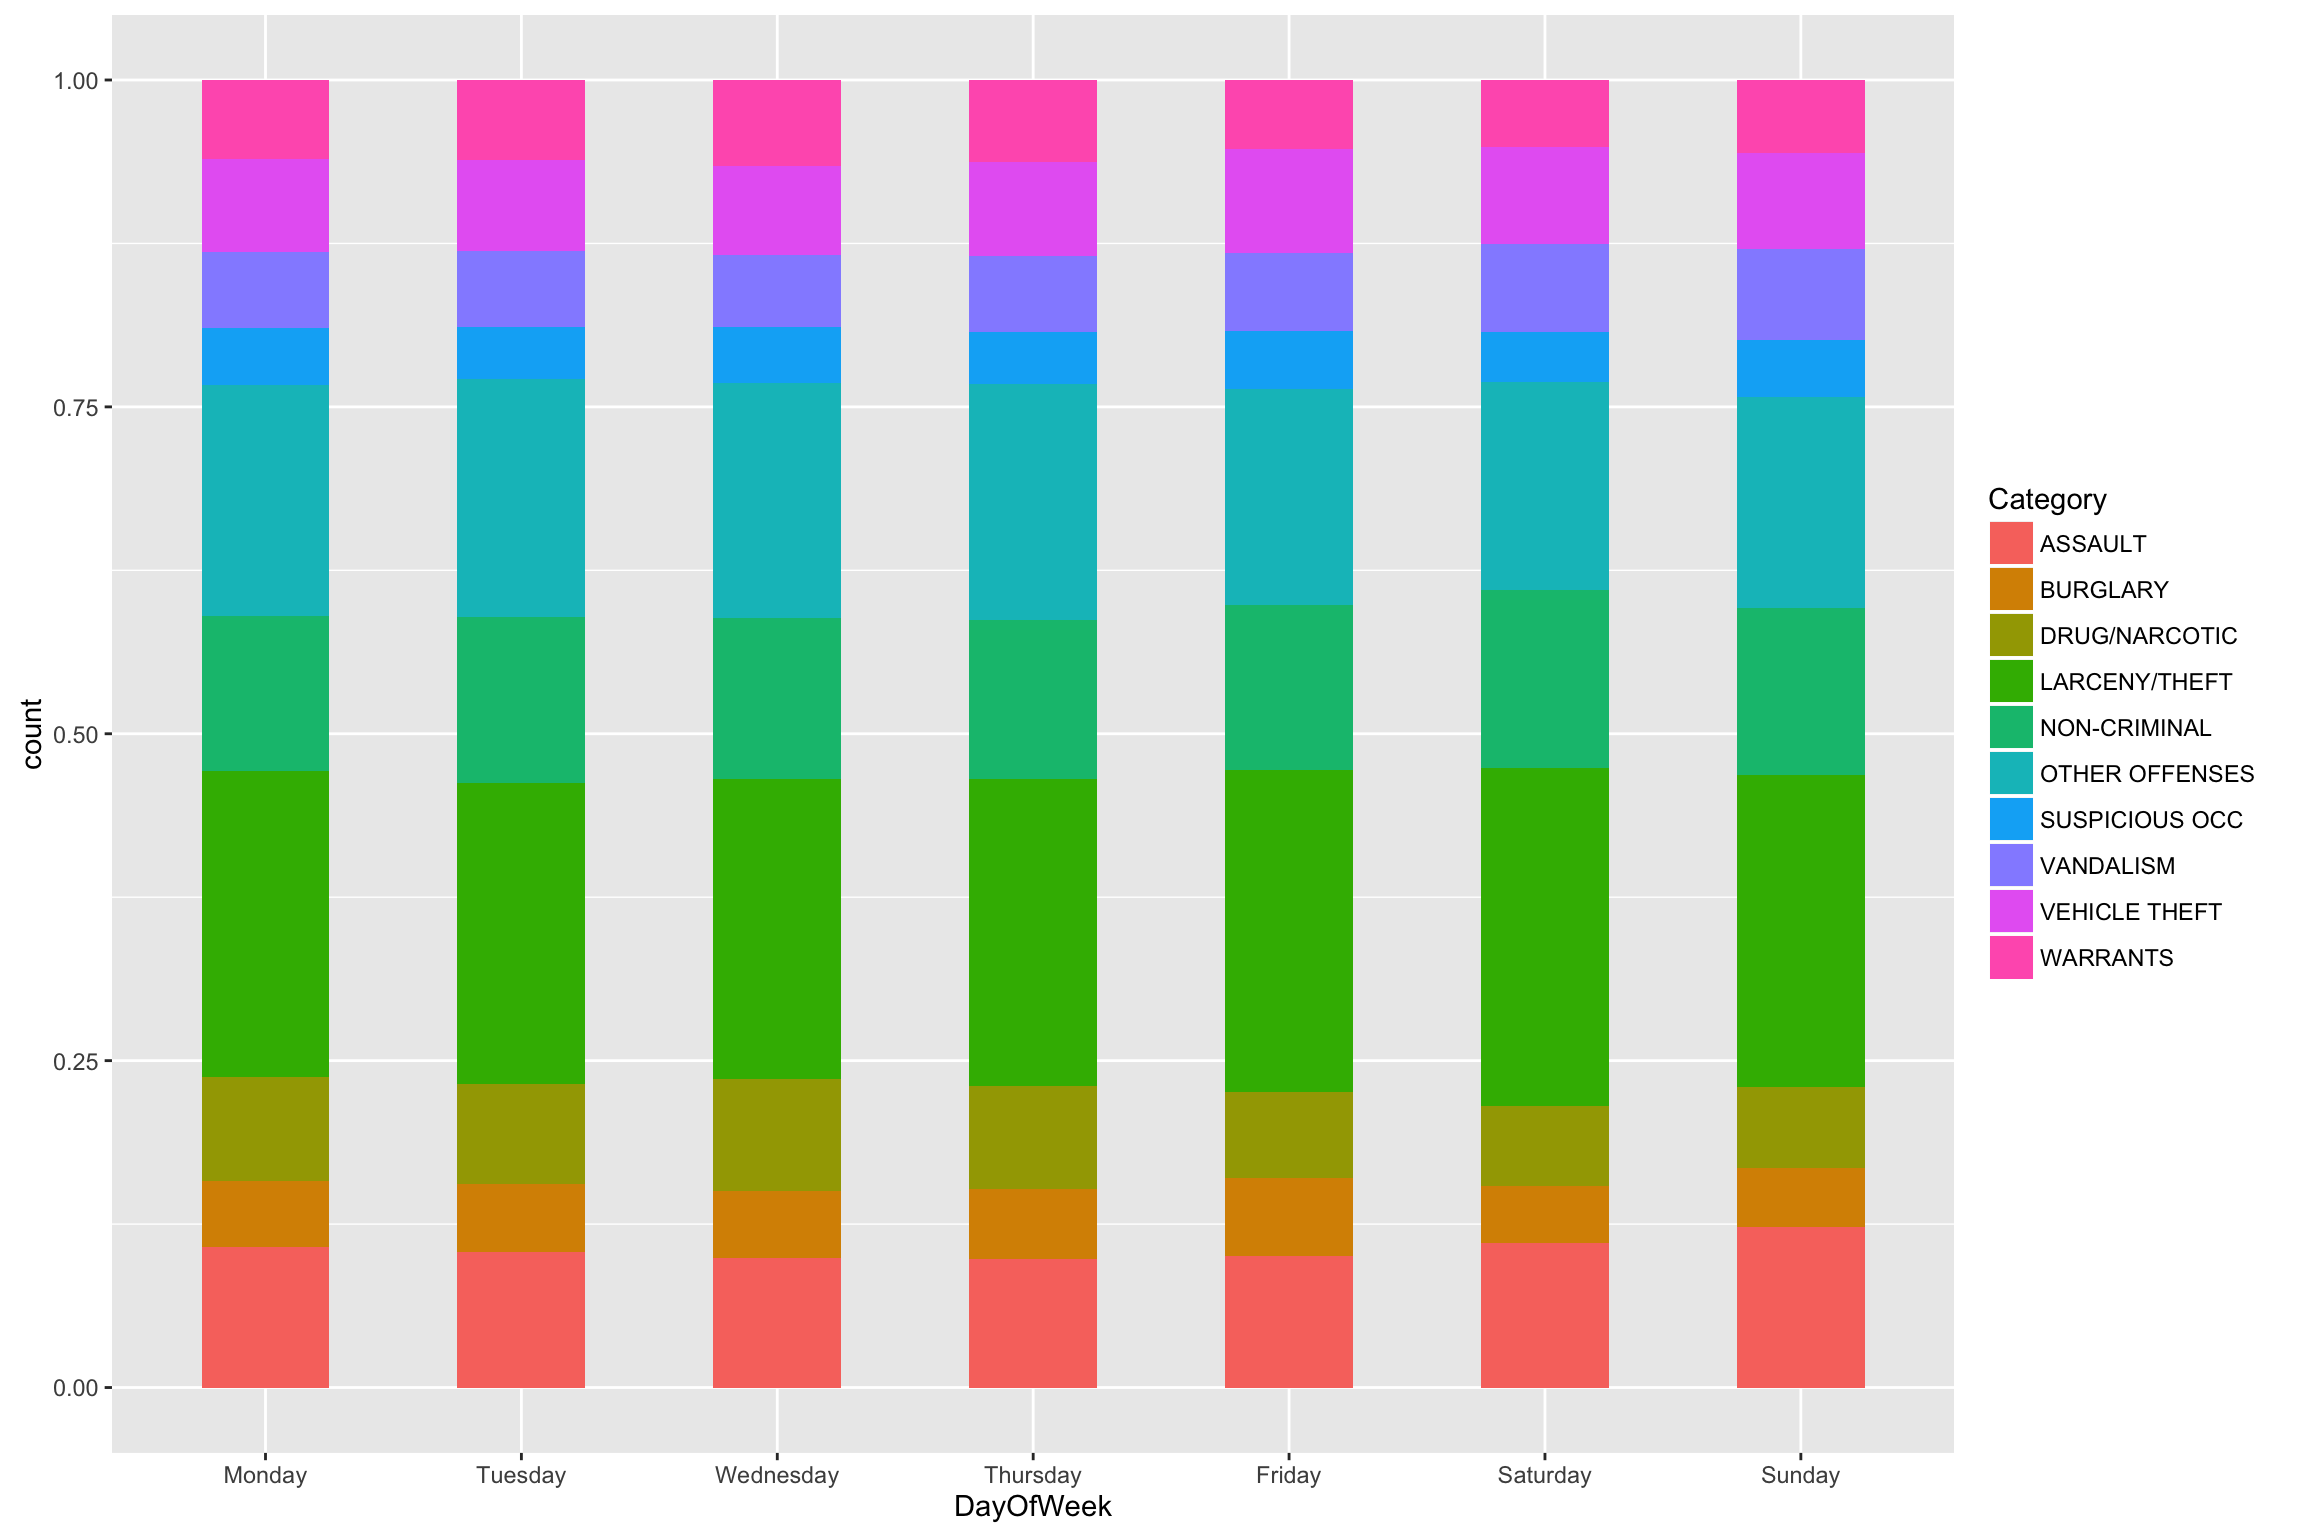 1.00
0.75
0.50
0.25
0.00
count
Monday Tuesday Wednesday Thursday Friday Saturday Sunday
DayOfWeek
Category
ASSAULT
BURGLARY
DRUG/NARCOTIC
LARCENY/THEFT
NON-CRIMINAL
OTHER OFFENSES
SUSPICIOUS OCC
VANDALISM
VEHICLE THEFT
WARRANTS